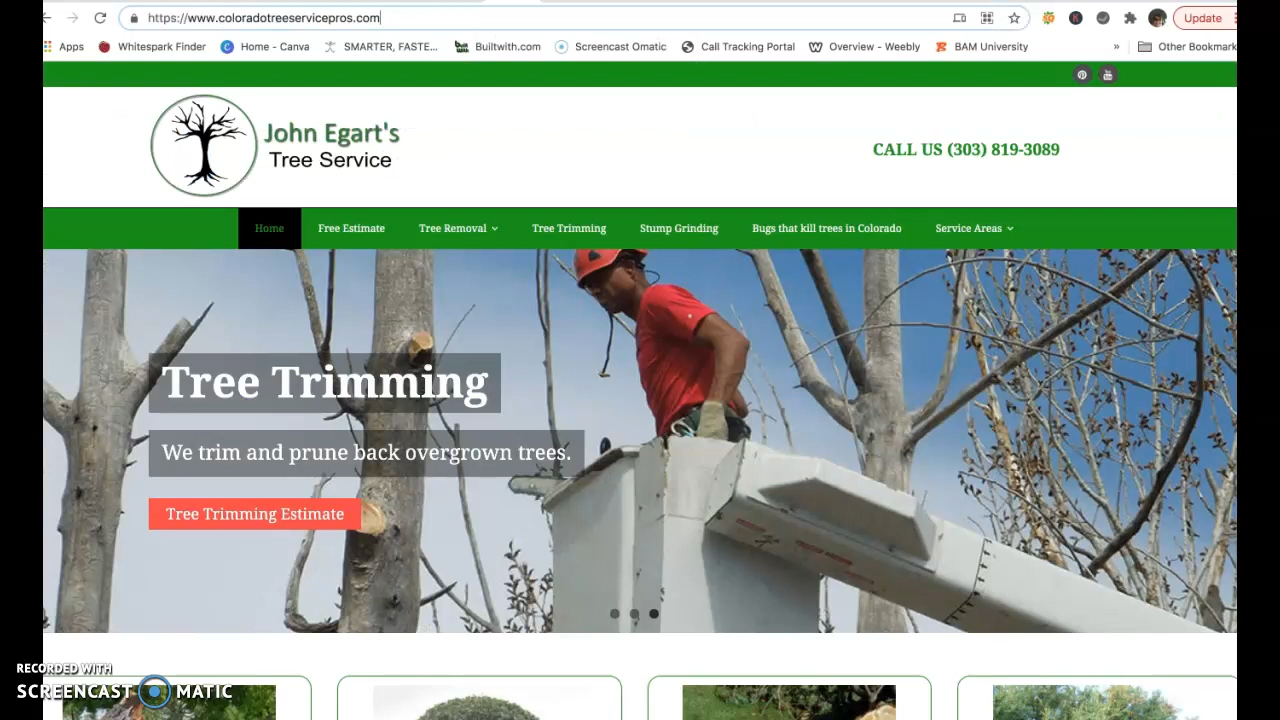 https://www.coloradotreeservicepros.com
Update
Apps
Whitespark Finder
Home - Canva
SMARTER, FASTE...
Builtwith.com
Screencast Omatic
Call Tracking Portal
Overview - Weebly
BAM University
»
Other Bookmark
John Egart's
Tree Service
CALL US (303) 819-3089
Home
Free Estimate
Tree Removal
Tree Trimming
Stump Grinding
Bugs that kill trees in Colorado
Service Areas
Tree Trimming
We trim and prune back overgrown trees.
Tree Trimming Estimate
RECORDED WITH
SCREENCAST MATIC